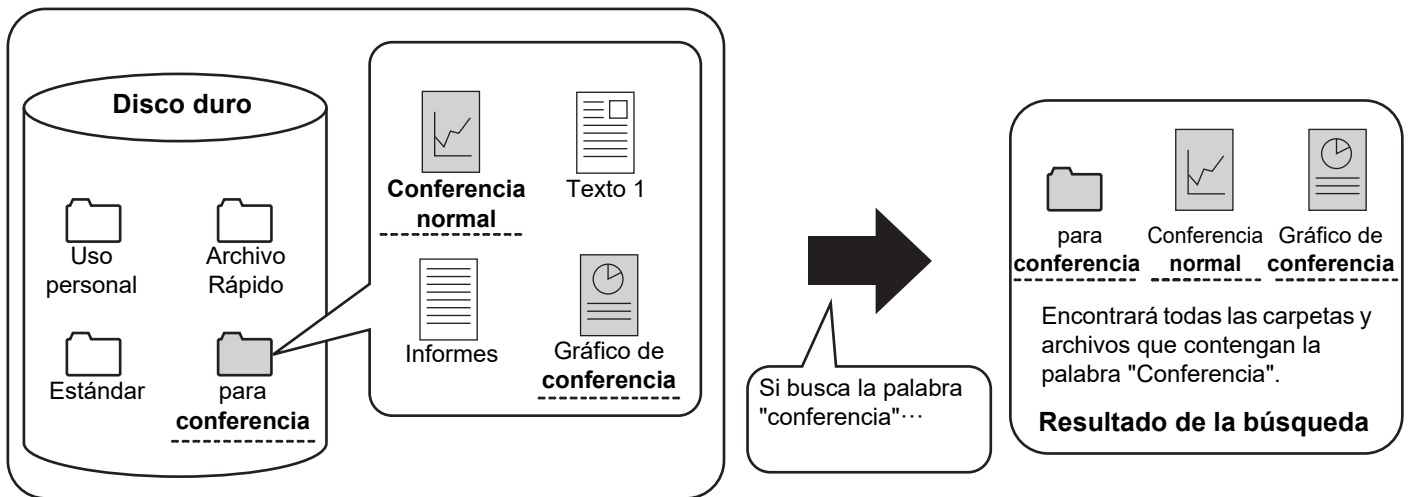 Disco duro
Uso
personal
Archivo
Rápido
Estándar
para
conferencia
Conferencia
normal
Texto 1
Informes
Gráfico de
conferencia
Si busca la palabra
"conferencia"···
para
conferencia
Conferencia
normal
Gráfico de
conferencia
Encontrará todas las carpetas y
archivos que contengan la
palabra "Conferencia".
Resultado de la búsqueda